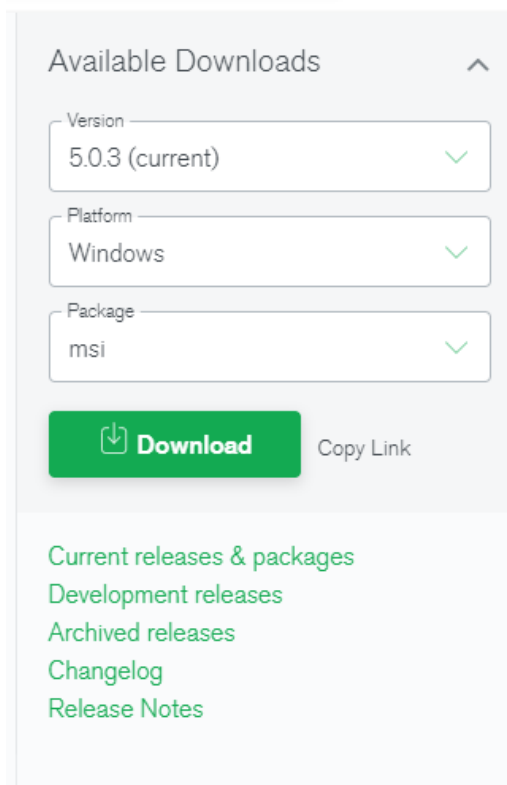 Available Downloads
Version
5.0.3 (current)
Platform
Windows
Package
msi
Download
Copy Link
Current releases & packages
Development releases
Archived releases
Changelog
Release Notes